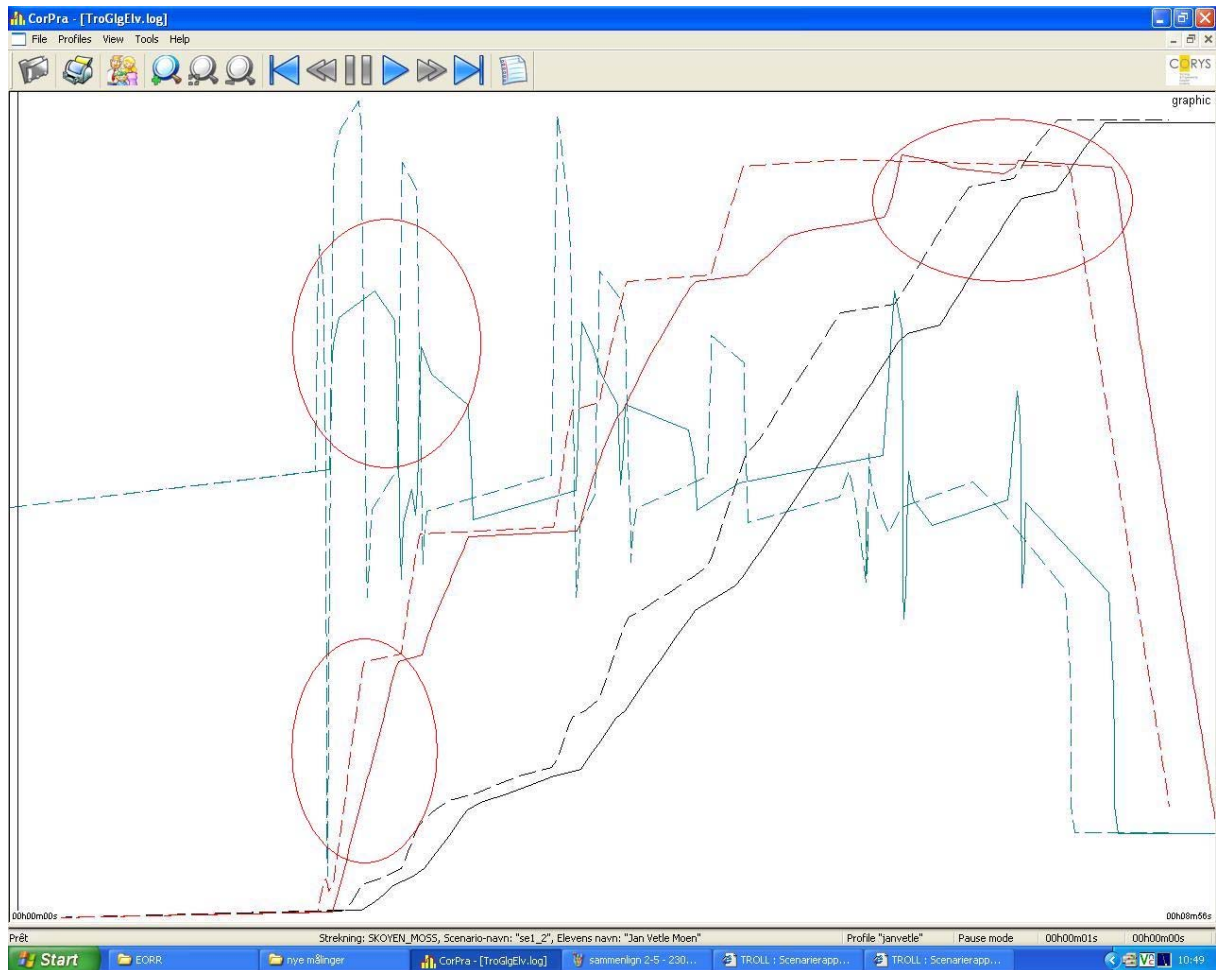 CorPra - [TroGlgElv.log]
File Profiles View Tools Help
CORYS
graphic
00h00m00s
00h08m56s
Prêt Strekning: SKOYEN_MOSS, Scenario-navn: "se1_2", Elevens navn: "Jan Vetle Moen" Profile "janvetle" Pause mode 00h00m01s 00h00m00s
Start EORR nye målinger CorPra - [TroGlgElv.log] sammenlign 2-5 - 230... TROLL : Scenarierapp... TROLL : Scenarierapp... 10:49